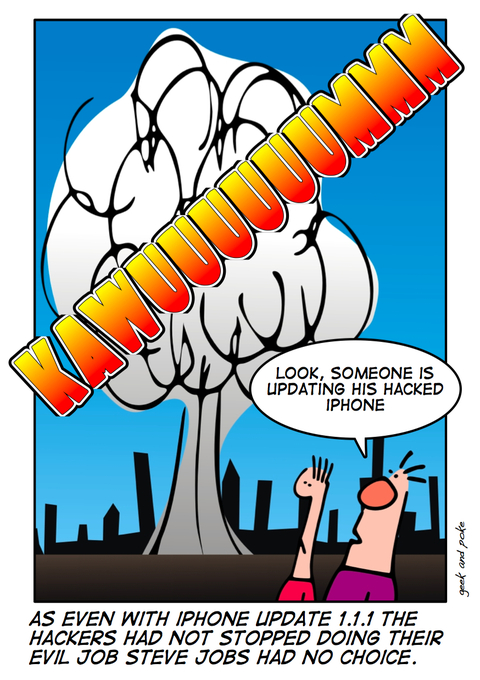 KAWUUUUUUUUMMMM
LOOK, SOMEONE IS
UPDATING HIS HACKED
IPHONE
geek and poke
AS EVEN WITH IPHONE UPDATE 1.1.1 THE
HACKERS HAD NOT STOPPED DOING THEIR
EVIL JOB STEVE JOBS HAD NO CHOICE.